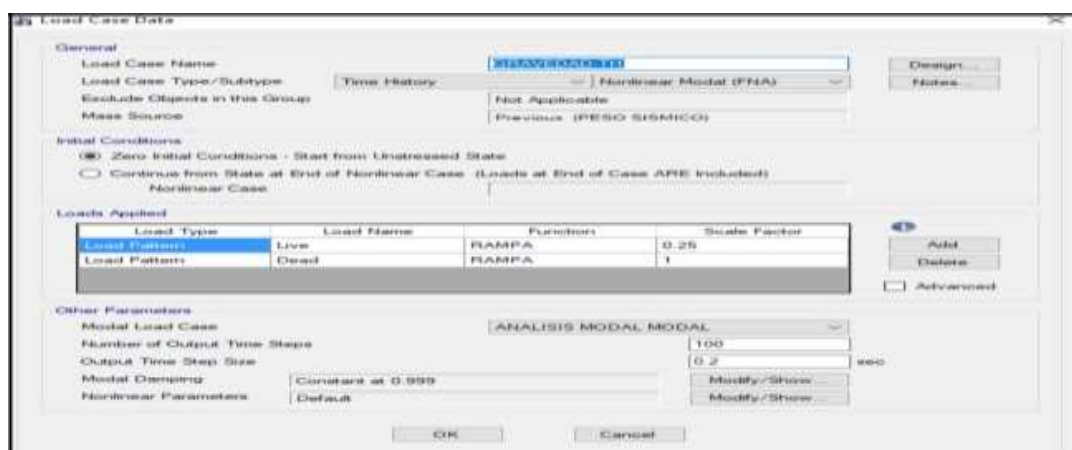 Load Case Data
General
Load Case Name GRAVEDAD-TH Design...
Load Case Type/Subtype Time History Nonlinear Modal (FNA) Notes...
Exclude Objects in this Group Not Applicable
Mass Source Previous (PESO SISMICO)
Initial Conditions
Zero Initial Conditions - Start from Unstressed State
Continue from State at End of Nonlinear Case (Loads at End of Case ARE Included)
Nonlinear Case
Loads Applied
Load Type Load Name Function Scale Factor
Load Pattern Live RAMPA 0.25
Load Pattern Dead RAMPA 1
Add
Delete
Advanced
Other Parameters
Modal Load Case ANALISIS MODAL MODAL
Number of Output Time Steps 100
Output Time Step Size 0.2 sec
Modal Damping Constant at 0.999 Modify/Show...
Nonlinear Parameters Default Modify/Show...
OK Cancel